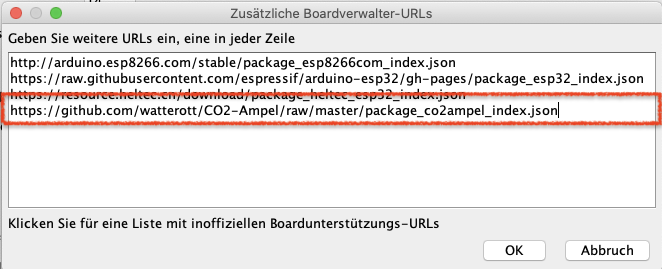 Zusätzliche Boardverwalter-URLs
Geben Sie weitere URLs ein, eine in jeder Zeile
http://arduino.esp8266.com/stable/package_esp8266com_index.json
https://raw.githubusercontent.com/espressif/arduino-esp32/gh-pages/package_esp32_index.json
https://resource.heltec.cn/download/package_heltec_esp32_index.json
https://github.com/watterott/CO2-Ampel/raw/master/package_co2ampel_index.json
Klicken Sie für eine Liste mit inoffiziellen Boardunterstützungs-URLs
OK
Abbruch